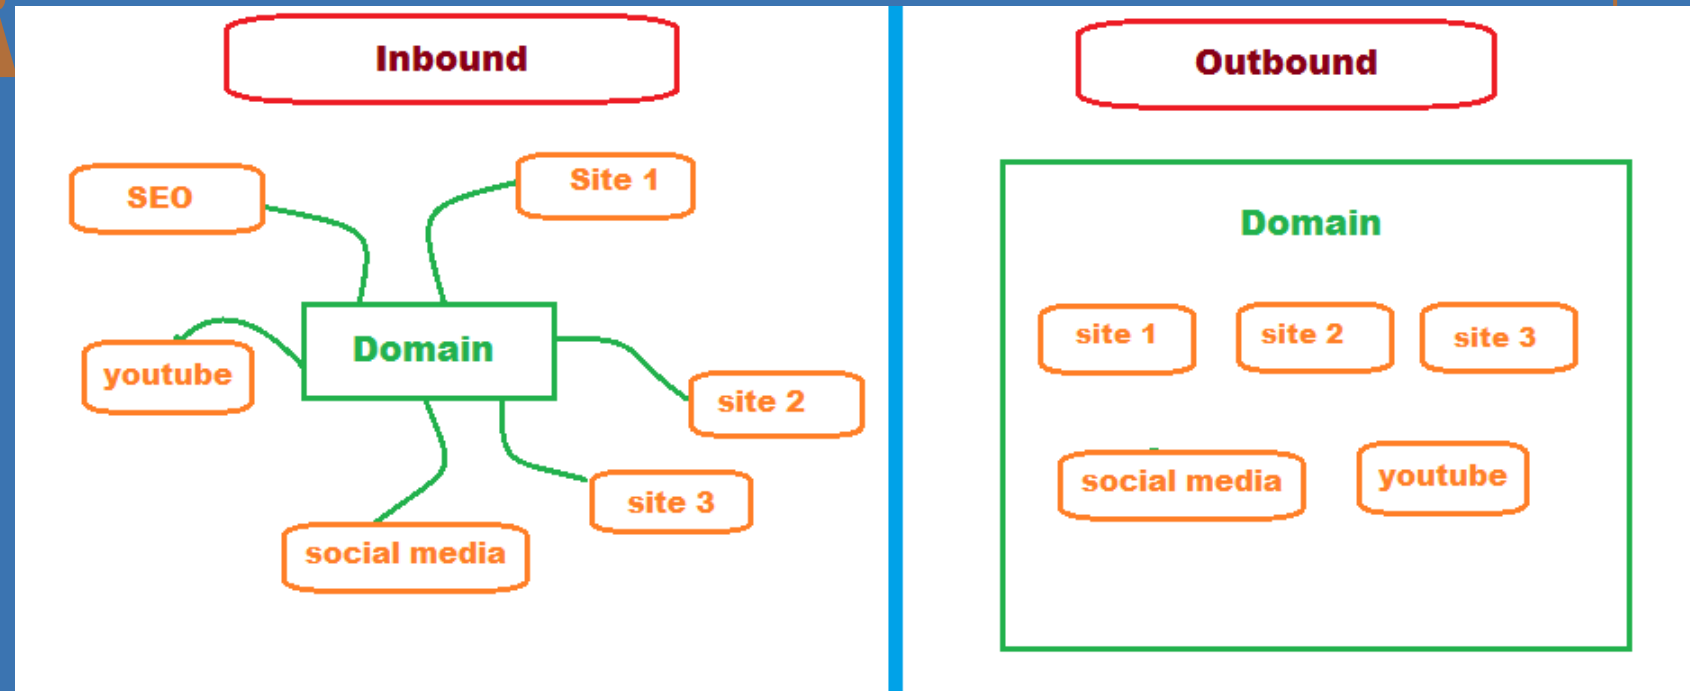 Inbound
SEO
Site 1
Domain
youtube
site 2
site 3
social media
Outbound
Domain
site 1
site 2
site 3
social media
youtube